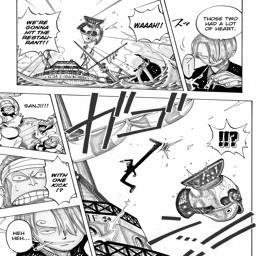 THOSE TWO
HAD A LOT
OF HEART.
WAAAH!!
WE'RE
GONNA
HIT THE
RESTAU-
RANT!!
!!?
SANJI!!!
WITH
ONE
KICK
!?
HEH
HEH...